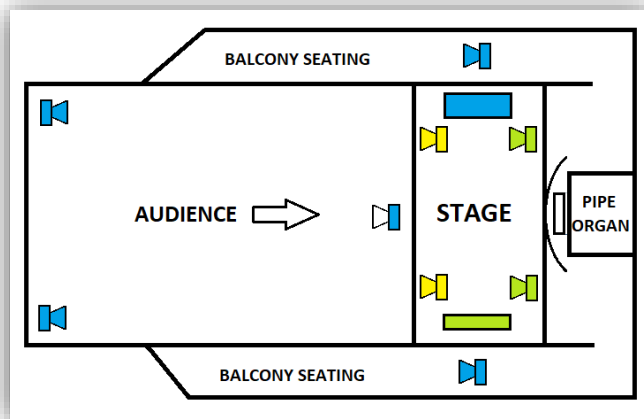 BALCONY SEATING
AUDIENCE
STAGE
PIPE
ORGAN
BALCONY SEATING